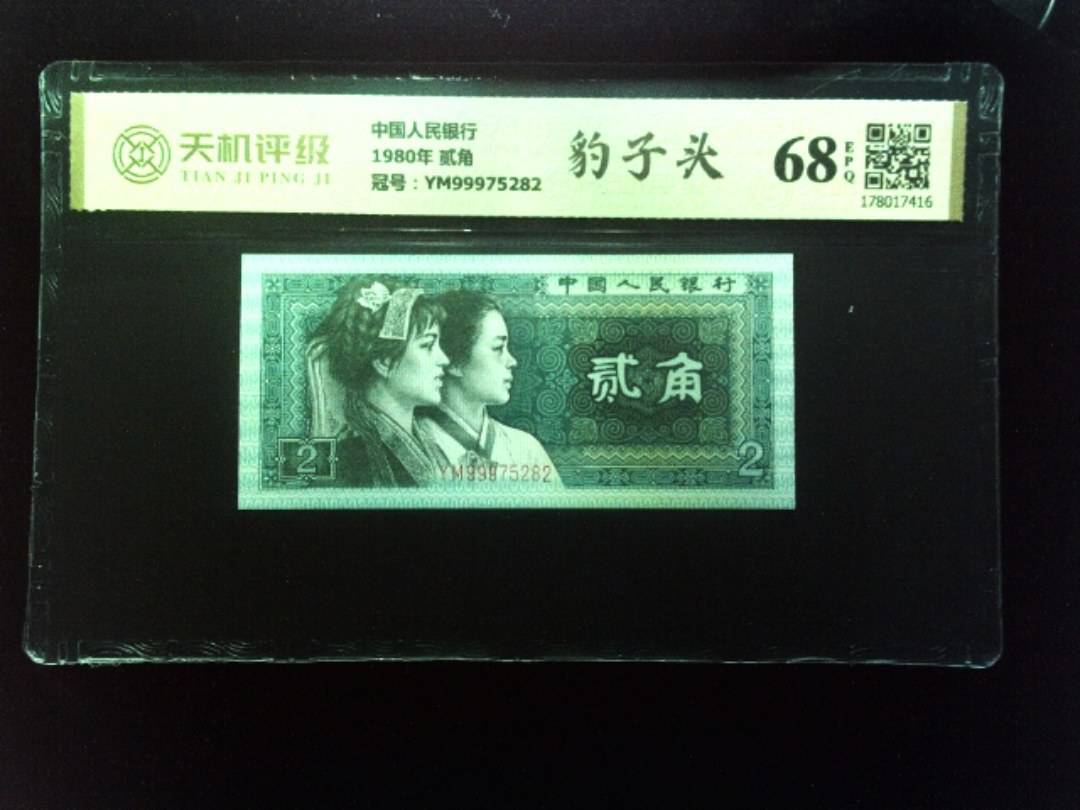 天机评级
TIAN JI PING JI
中国人民银行
1980年 贰角
冠号：YM99975282
豹子头
68
EPQ
178017416
中國人民银行
贰角
2
YM99975282
2